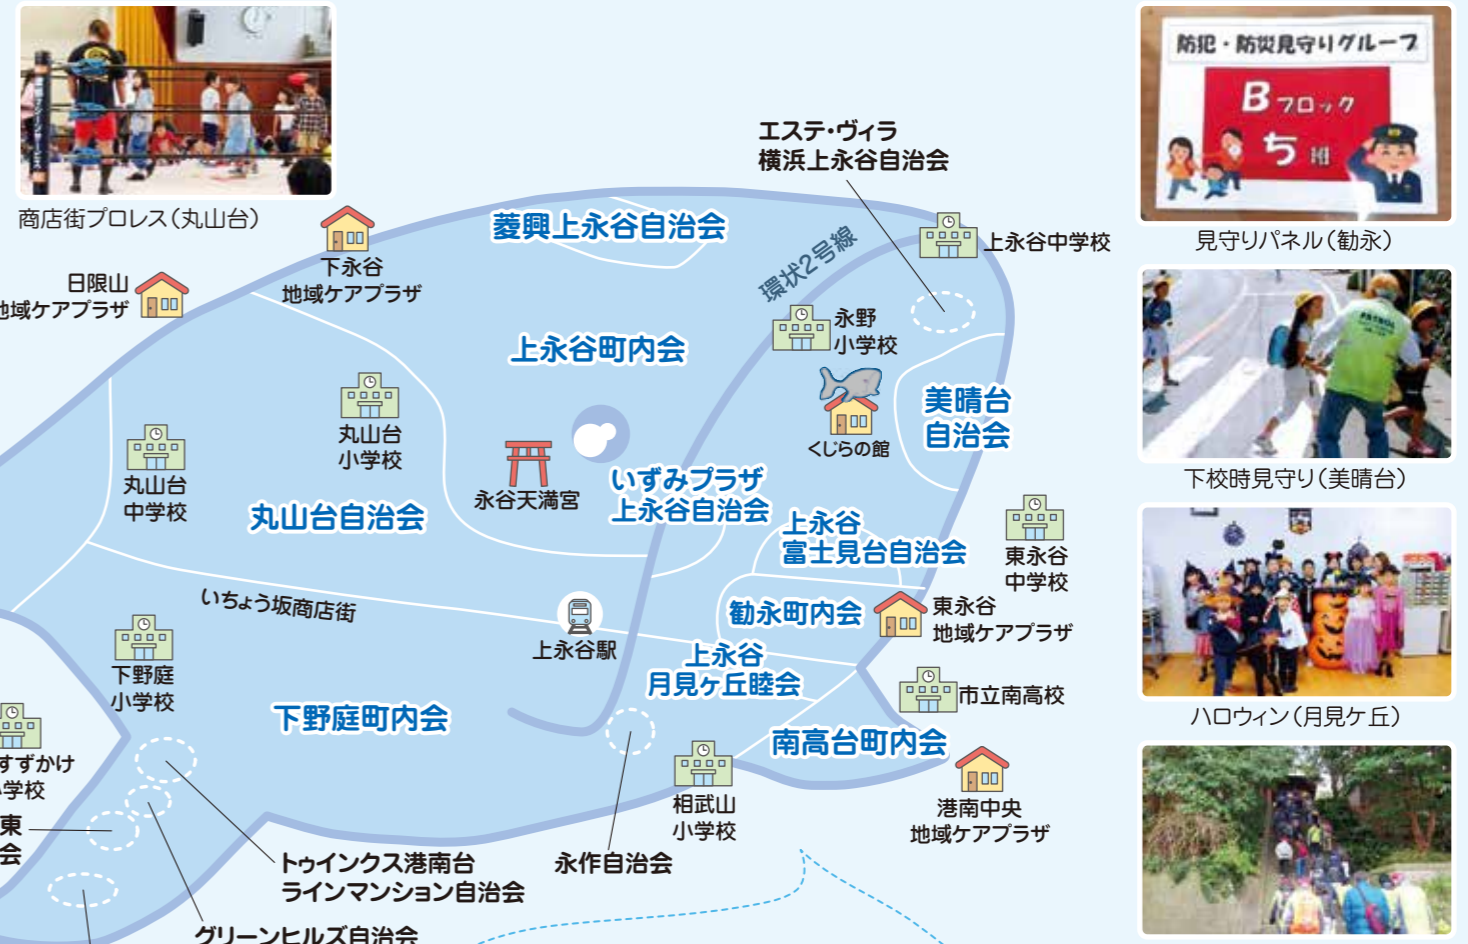 商店街プロレス（丸山台）
防犯・防災見守りグループ
Bブロック
ち班
見守りパネル（勧永）
下校時見守り（美晴台）
ハロウィン（月見ケ丘）
エステ・ヴィラ
横浜上永谷自治会
菱興上永谷自治会
環状2号線
上永谷中学校
下永谷
地域ケアプラザ
日限山
地域ケアプラザ
永野
小学校
上永谷町内会
美晴台
自治会
くじらの館
丸山台
小学校
丸山台
中学校
永谷天満宮
いずみプラザ
上永谷自治会
丸山台自治会
上永谷
富士見台自治会
東永谷
中学校
いちょう坂商店街
勧永町内会
東永谷
地域ケアプラザ
上永谷駅
上永谷
月見ヶ丘睦会
下野庭
小学校
市立南高校
下野庭町内会
南高台町内会
すずかけ
小学校
相武山
小学校
港南中央
地域ケアプラザ
東
会
トゥインクス港南台
ラインマンション自治会
永作自治会
グリーンヒルズ自治会